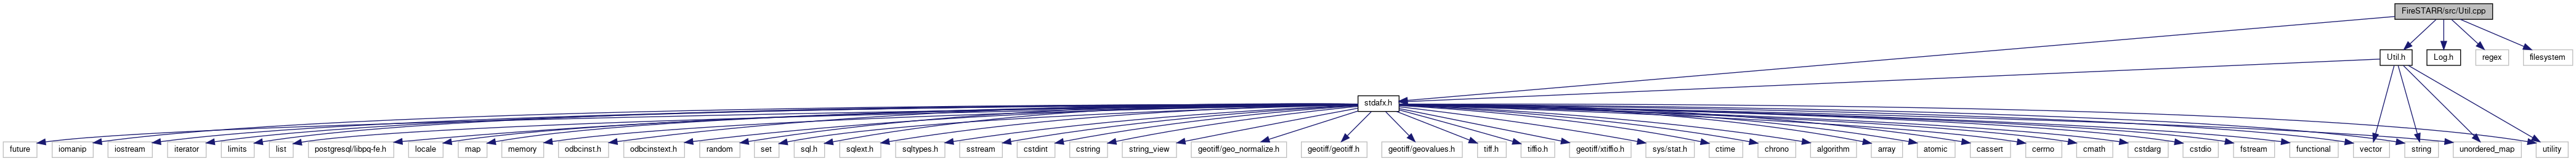 FireSTARR/src/Util.cpp
Util.h
Log.h
regex
filesystem
stdafx.h
future
iomanip
iostream
iterator
limits
list
postgresql/libpq-fe.h
locale
map
memory
odbcinst.h
odbcinstext.h
random
set
sql.h
sqlext.h
sqltypes.h
sstream
cstdint
cstring
string_view
geotiff/geo_normalize.h
geotiff/geotiff.h
geotiff/geovalues.h
tiff.h
tiffio.h
geotiff/xtiffio.h
sys/stat.h
ctime
chrono
algorithm
array
atomic
cassert
cerrno
cmath
cstdarg
cstdio
fstream
functional
vector
string
unordered_map
utility